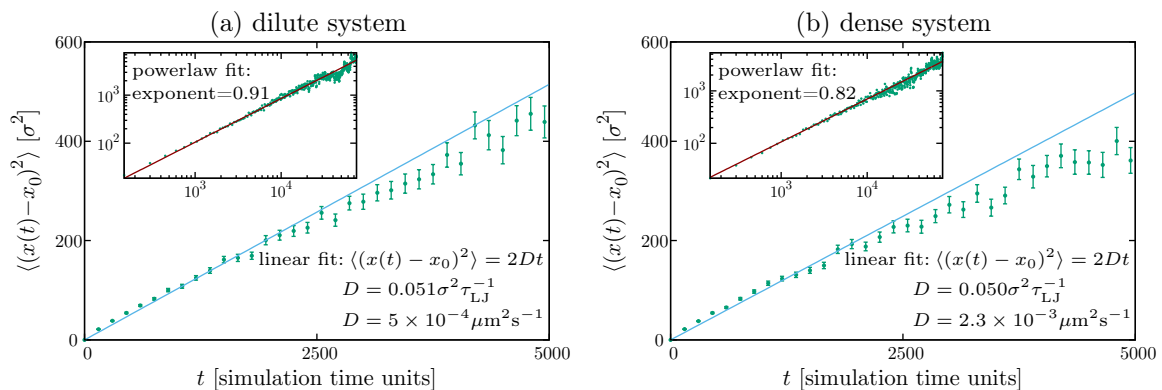 (a) dilute system
600
400
200
0
⟨(x(t)−x₀)²⟩ [σ²]
powerlaw fit:
exponent=0.91
10³
10²
10³
10⁴
linear fit: ⟨(x(t) − x₀)²⟩ = 2Dt
D = 0.051σ²τ_LJ⁻¹
D = 5 × 10⁻⁴μm²s⁻¹
0
2500
5000
t [simulation time units]
(b) dense system
600
400
200
0
⟨(x(t)−x₀)²⟩ [σ²]
powerlaw fit:
exponent=0.82
10³
10²
10³
10⁴
linear fit: ⟨(x(t) − x₀)²⟩ = 2Dt
D = 0.050σ²τ_LJ⁻¹
D = 2.3 × 10⁻³μm²s⁻¹
0
2500
5000
t [simulation time units]